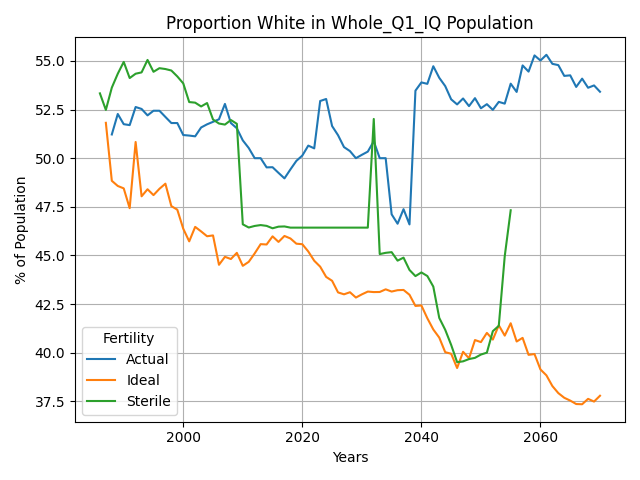 Proportion White in Whole_Q1_IQ Population
% of Population
55.0
52.5
50.0
47.5
45.0
42.5
40.0
37.5
Fertility
Actual
Ideal
Sterile
2000 2020 2040 2060
Years